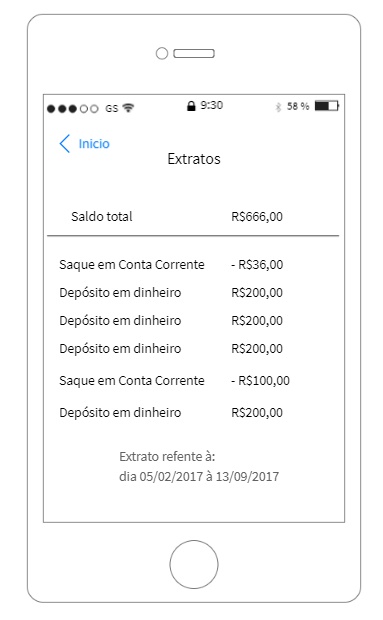 GS 9:30 58 %
Inicio
Extratos
Saldo total R$666,00
Saque em Conta Corrente - R$36,00
Depósito em dinheiro R$200,00
Depósito em dinheiro R$200,00
Depósito em dinheiro R$200,00
Saque em Conta Corrente - R$100,00
Depósito em dinheiro R$200,00
Extrato refente à:
dia 05/02/2017 à 13/09/2017